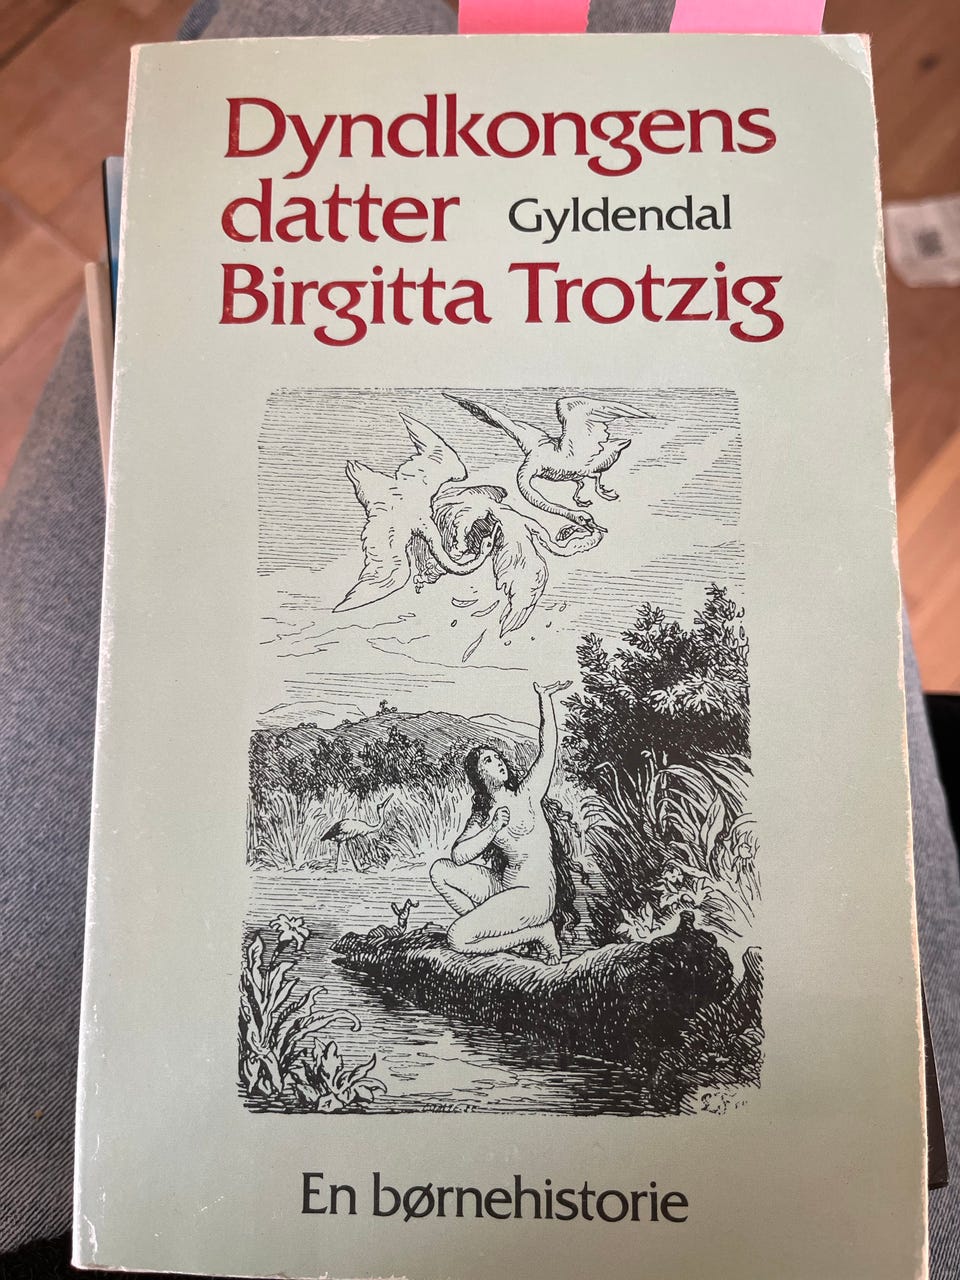 Dyndkongens
datter Gyldendal
Birgitta Trotzig
En børnehistorie